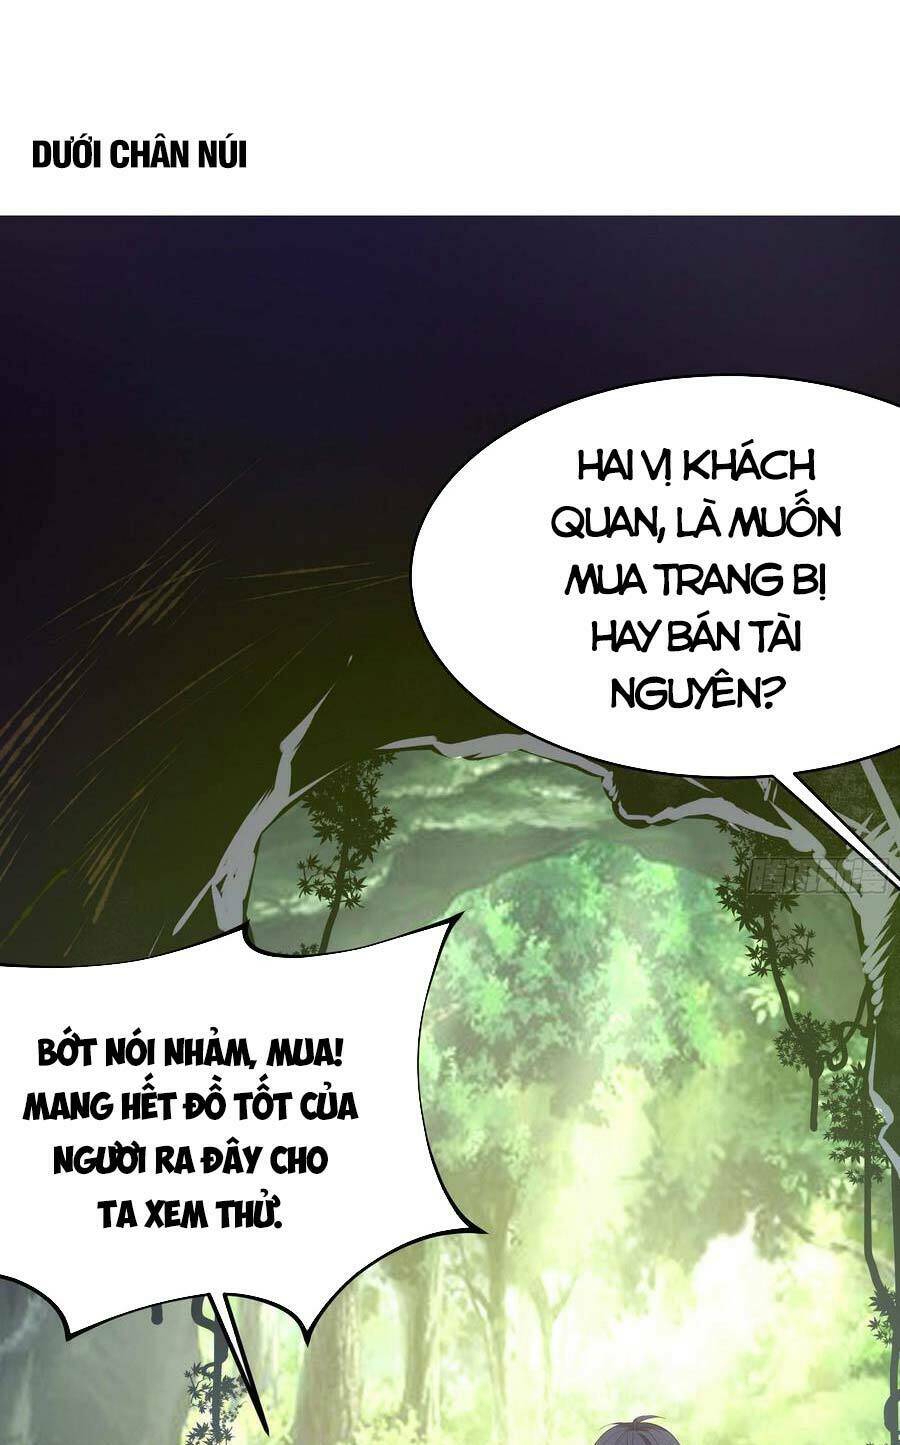 DƯỚI CHÂN NÚI
HAI VỊ KHÁCH
QUAN, LÀ MUỐN
MUA TRANG BỊ
HAY BÁN TÀI
NGUYÊN?
BỚT NÓI NHẢM, MUA!
MANG HẾT ĐỒ TỐT CỦA
NGƯƠI RA ĐÂY CHO
TA XEM THỬ.